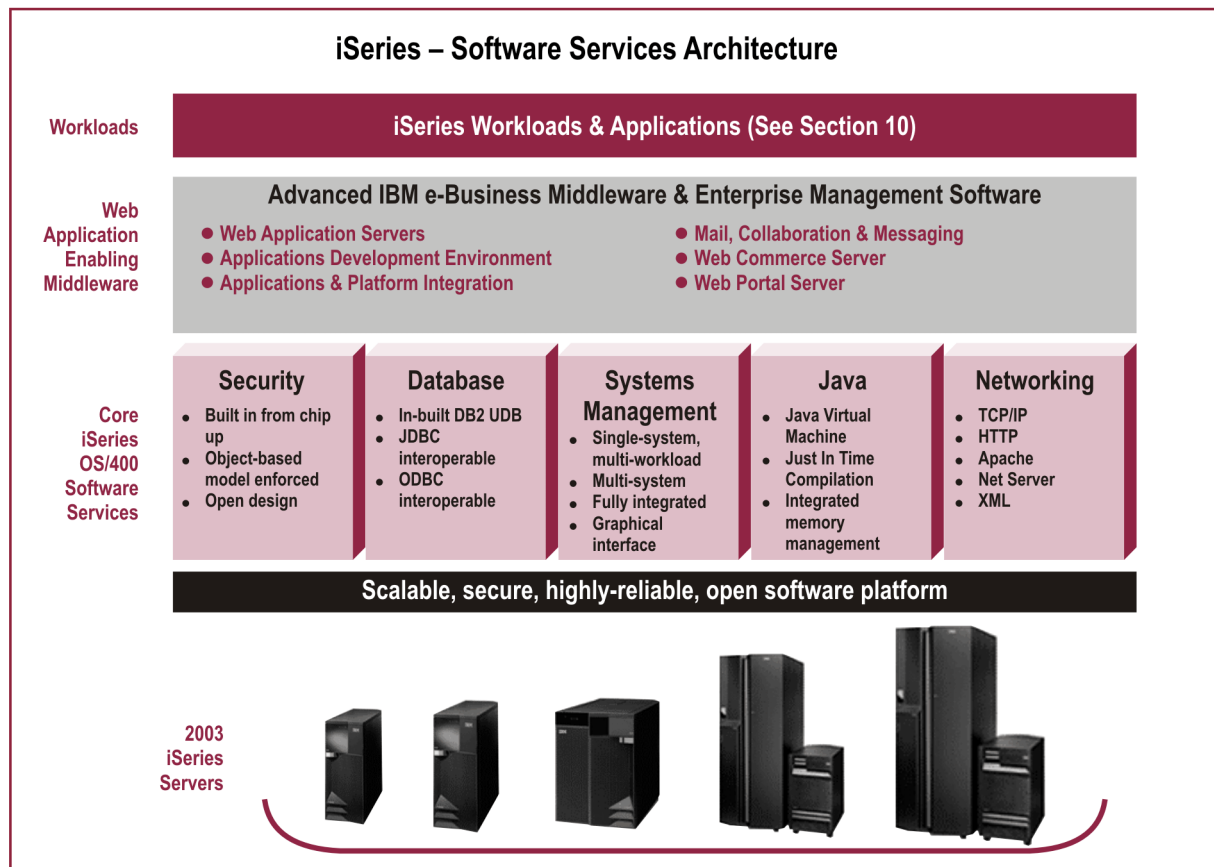 iSeries – Software Services Architecture
Workloads
iSeries Workloads & Applications (See Section 10)
Web
Application
Enabling
Middleware
Advanced IBM e-Business Middleware & Enterprise Management Software
● Web Application Servers
● Applications Development Environment
● Applications & Platform Integration
● Mail, Collaboration & Messaging
● Web Commerce Server
● Web Portal Server
Core
iSeries
OS/400
Software
Services
Security
● Built in from chip
up
● Object-based
model enforced
● Open design
Database
● In-built DB2 UDB
● JDBC
interoperable
● ODBC
interoperable
Systems
Management
● Single-system,
multi-workload
● Multi-system
● Fully integrated
● Graphical
interface
Java
● Java Virtual
Machine
● Just In Time
Compilation
● Integrated
memory
management
Networking
● TCP/IP
● HTTP
● Apache
● Net Server
● XML
Scalable, secure, highly-reliable, open software platform
2003
iSeries
Servers